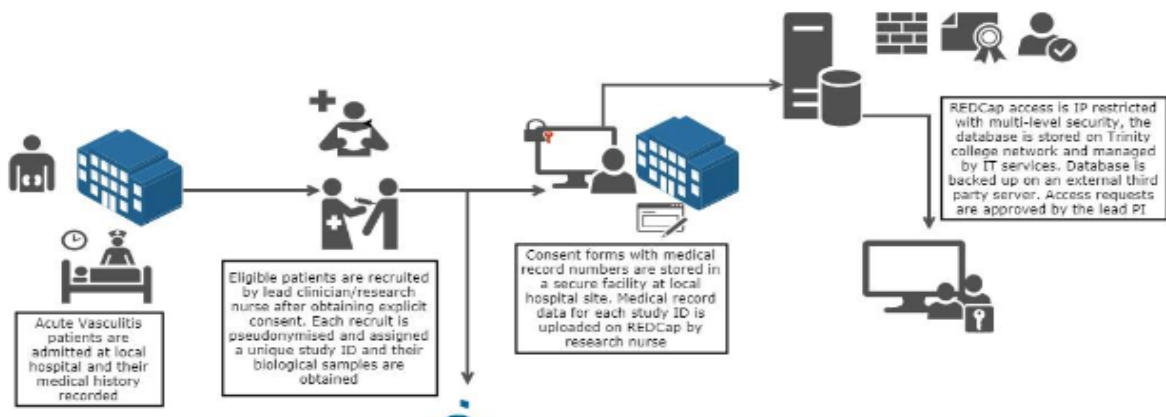 Acute Vasculitis
patients are
admitted at local
hospital and their
medical history
recorded
Eligible patients are recruited
by lead clinician/research
nurse after obtaining explicit
consent. Each recruit is
pseudonymised and assigned
a unique study ID and their
biological samples are
obtained
Consent forms with medical
record numbers are stored in
a secure facility at local
hospital site. Medical record
data for each study ID is
uploaded on REDCap by
research nurse
REDCap access is IP restricted
with multi-level security, the
database is stored on Trinity
college network and managed
by IT services. Database is
backed up on an external third
party server. Access requests
are approved by the lead PI